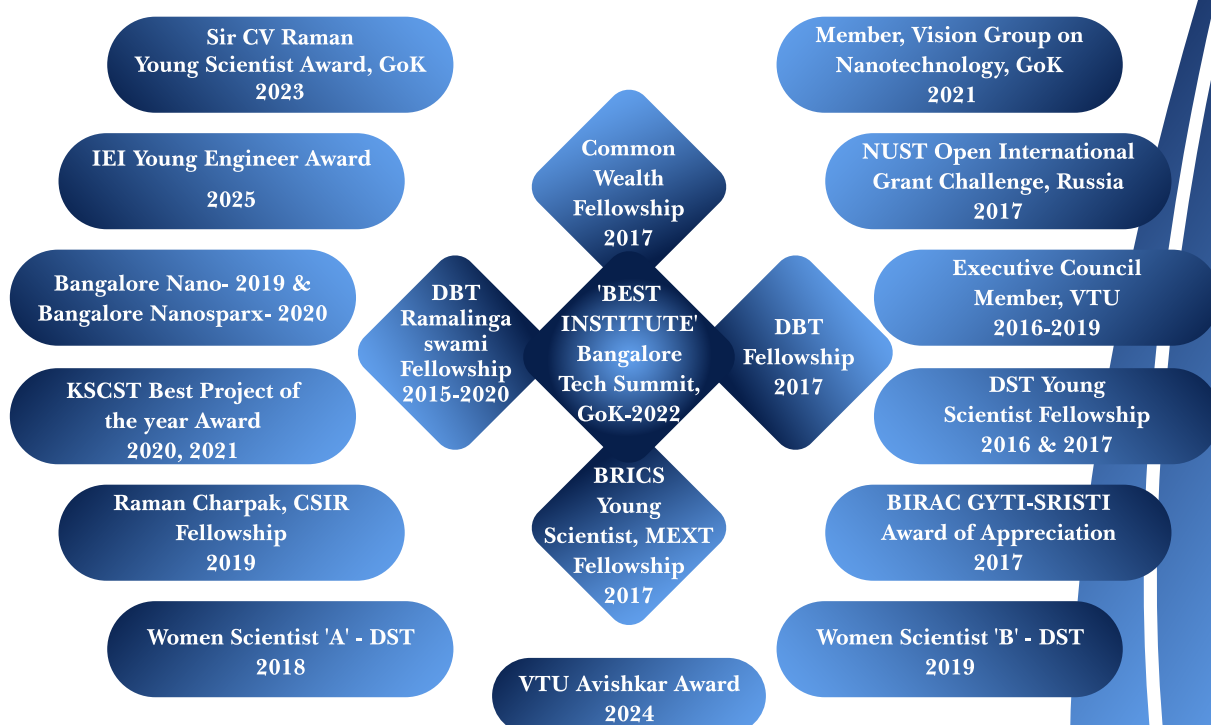 Sir CV Raman
Young Scientist Award, GoK
2023
IEI Young Engineer Award
2025
Bangalore Nano- 2019 &
Bangalore Nanosparx- 2020
KSCST Best Project of
the year Award
2020, 2021
Raman Charpak, CSIR
Fellowship
2019
Women Scientist 'A' - DST
2018
Common
Wealth
Fellowship
2017
DBT
Ramalinga
swami
Fellowship
2015-2020
'BEST
INSTITUTE'
Bangalore
Tech Summit,
GoK-2022
DBT
Fellowship
2017
BRICS
Young
Scientist, MEXT
Fellowship
2017
VTU Avishkar Award
2024
Member, Vision Group on
Nanotechnology, GoK
2021
NUST Open International
Grant Challenge, Russia
2017
Executive Council
Member, VTU
2016-2019
DST Young
Scientist Fellowship
2016 & 2017
BIRAC GYTI-SRISTI
Award of Appreciation
2017
Women Scientist 'B' - DST
2019